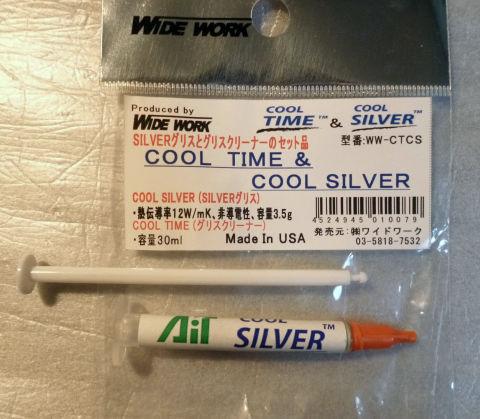 WIDE WORK
Produced by
WIDE WORK
COOL TIME™ & COOL SILVER™
SILVERグリスとグリスクリーナーのセット品
型番:WW-CTCS
COOL TIME &
COOL SILVER
COOL SILVER (SILVERグリス)
・熱伝導率12W/mK、非導電性、容量3.5g
COOL TIME (グリスクリーナー)
・容量30ml
Made In USA
4524945 010079
発売元:㈱ワイドワーク
03-5818-7532
AiT COOL SILVER™